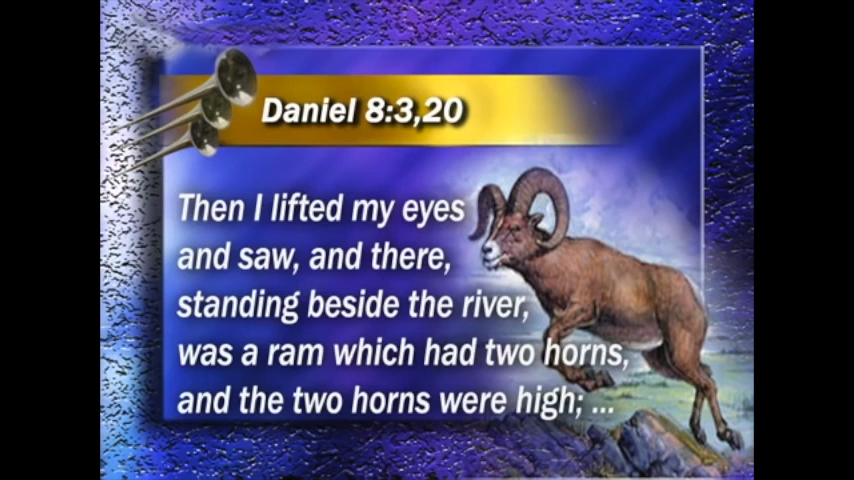 Daniel 8:3,20
Then I lifted my eyes
and saw, and there,
standing beside the river,
was a ram which had two horns,
and the two horns were high; ...